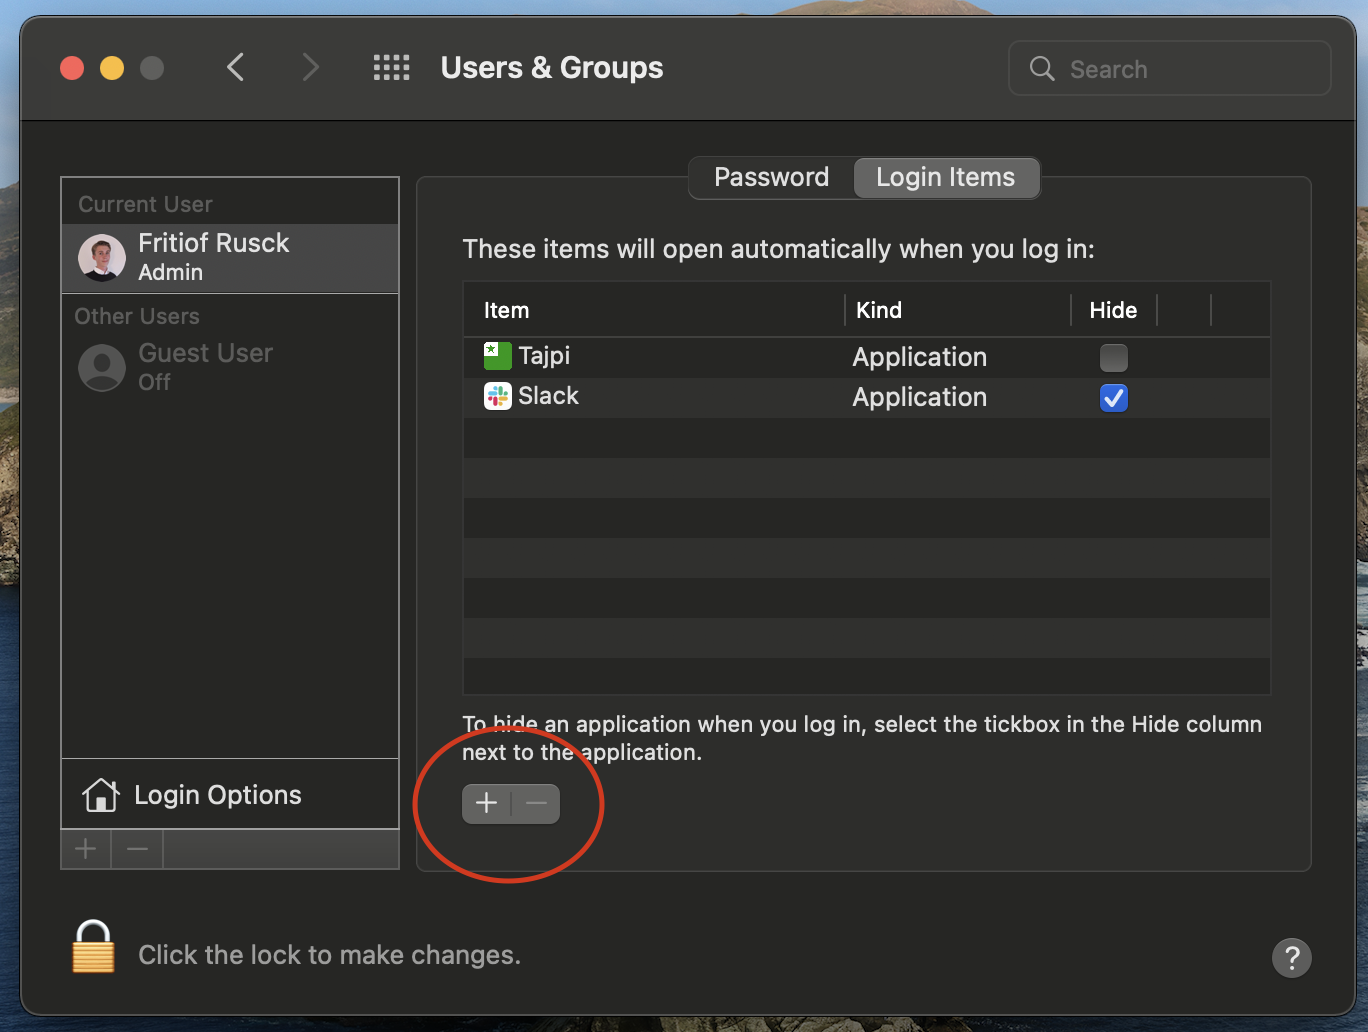 Users & Groups
Search
Password
Login Items
Current User
Fritiof Rusck
Admin
Other Users
Guest User
Off
Login Options
These items will open automatically when you log in:
Item
Kind
Hide
Tajpi
Application
Slack
Application
To hide an application when you log in, select the tickbox in the Hide column
next to the application.
Click the lock to make changes.
?